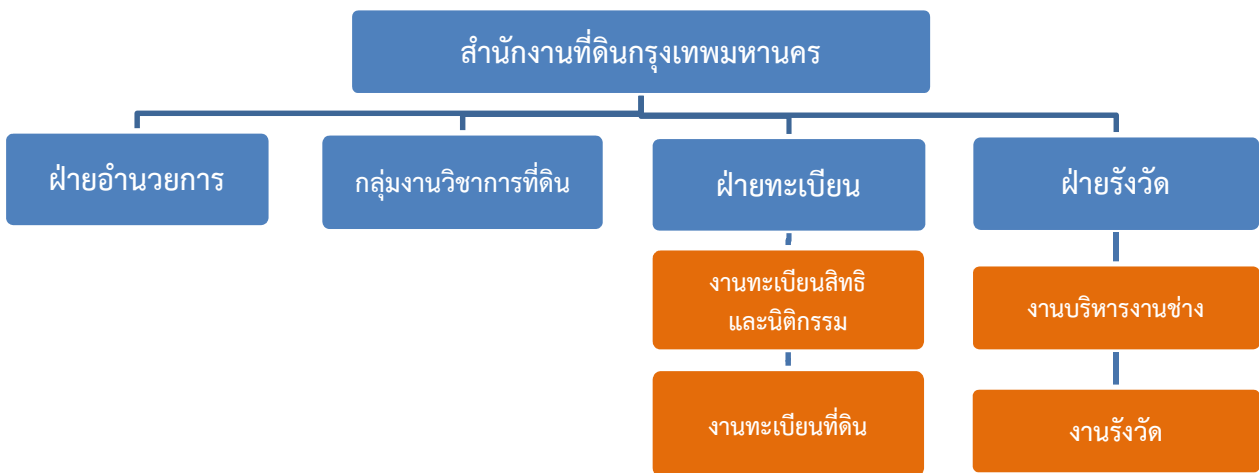 สำนักงานที่ดินกรุงเทพมหานคร
ฝ่ายอำนวยการ
กลุ่มงานวิชาการที่ดิน
ฝ่ายทะเบียน
ฝ่ายรังวัด
งานทะเบียนสิทธิ
และนิติกรรม
งานบริหารงานช่าง
งานทะเบียนที่ดิน
งานรังวัด